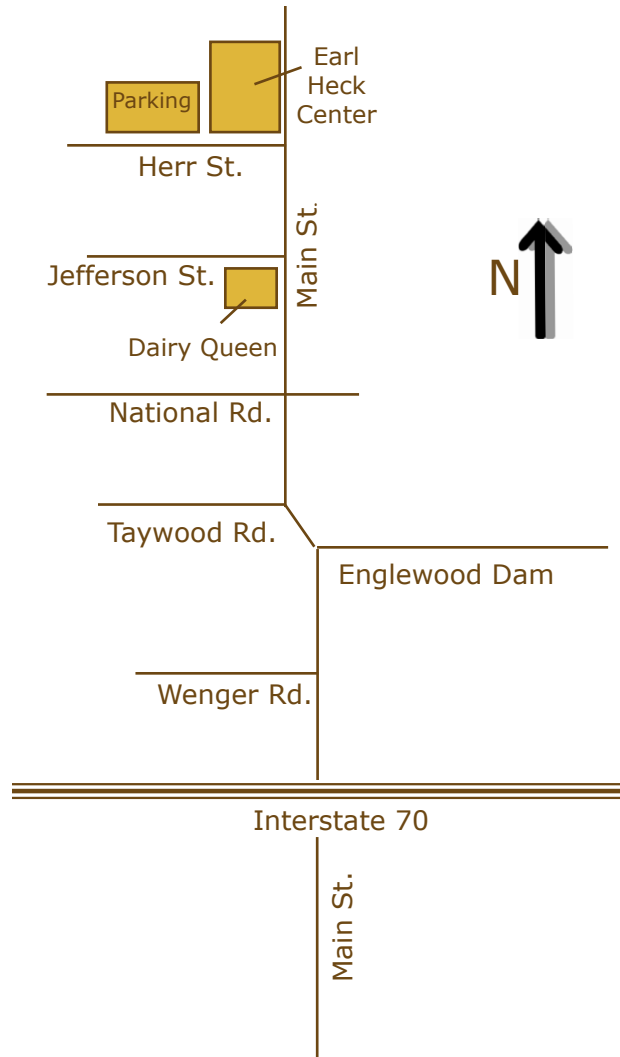 Earl
Heck
Center
Parking
Herr St.
Main St.
Jefferson St.
N
Dairy Queen
National Rd.
Taywood Rd.
Englewood Dam
Wenger Rd.
Interstate 70
Main St.